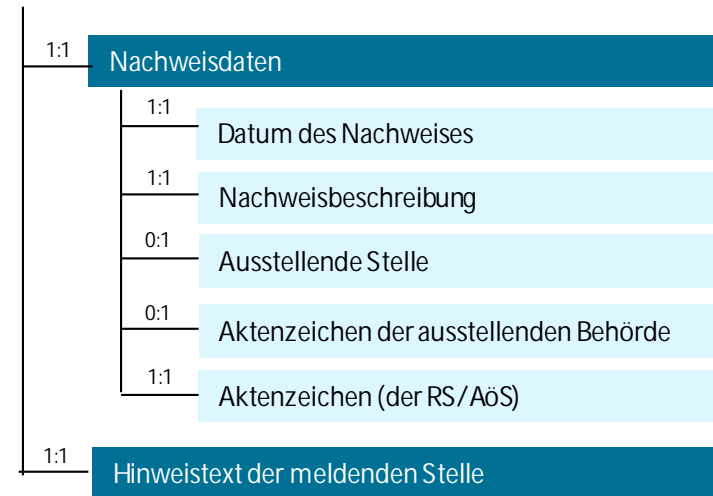 1:1
Nachweisdaten
1:1
Datum des Nachweises
1:1
Nachweisbeschreibung
0:1
Ausstellende Stelle
0:1
Aktenzeichen der ausstellenden Behörde
1:1
Aktenzeichen (der RS/AöS)
1:1
Hinweistext der meldenden Stelle